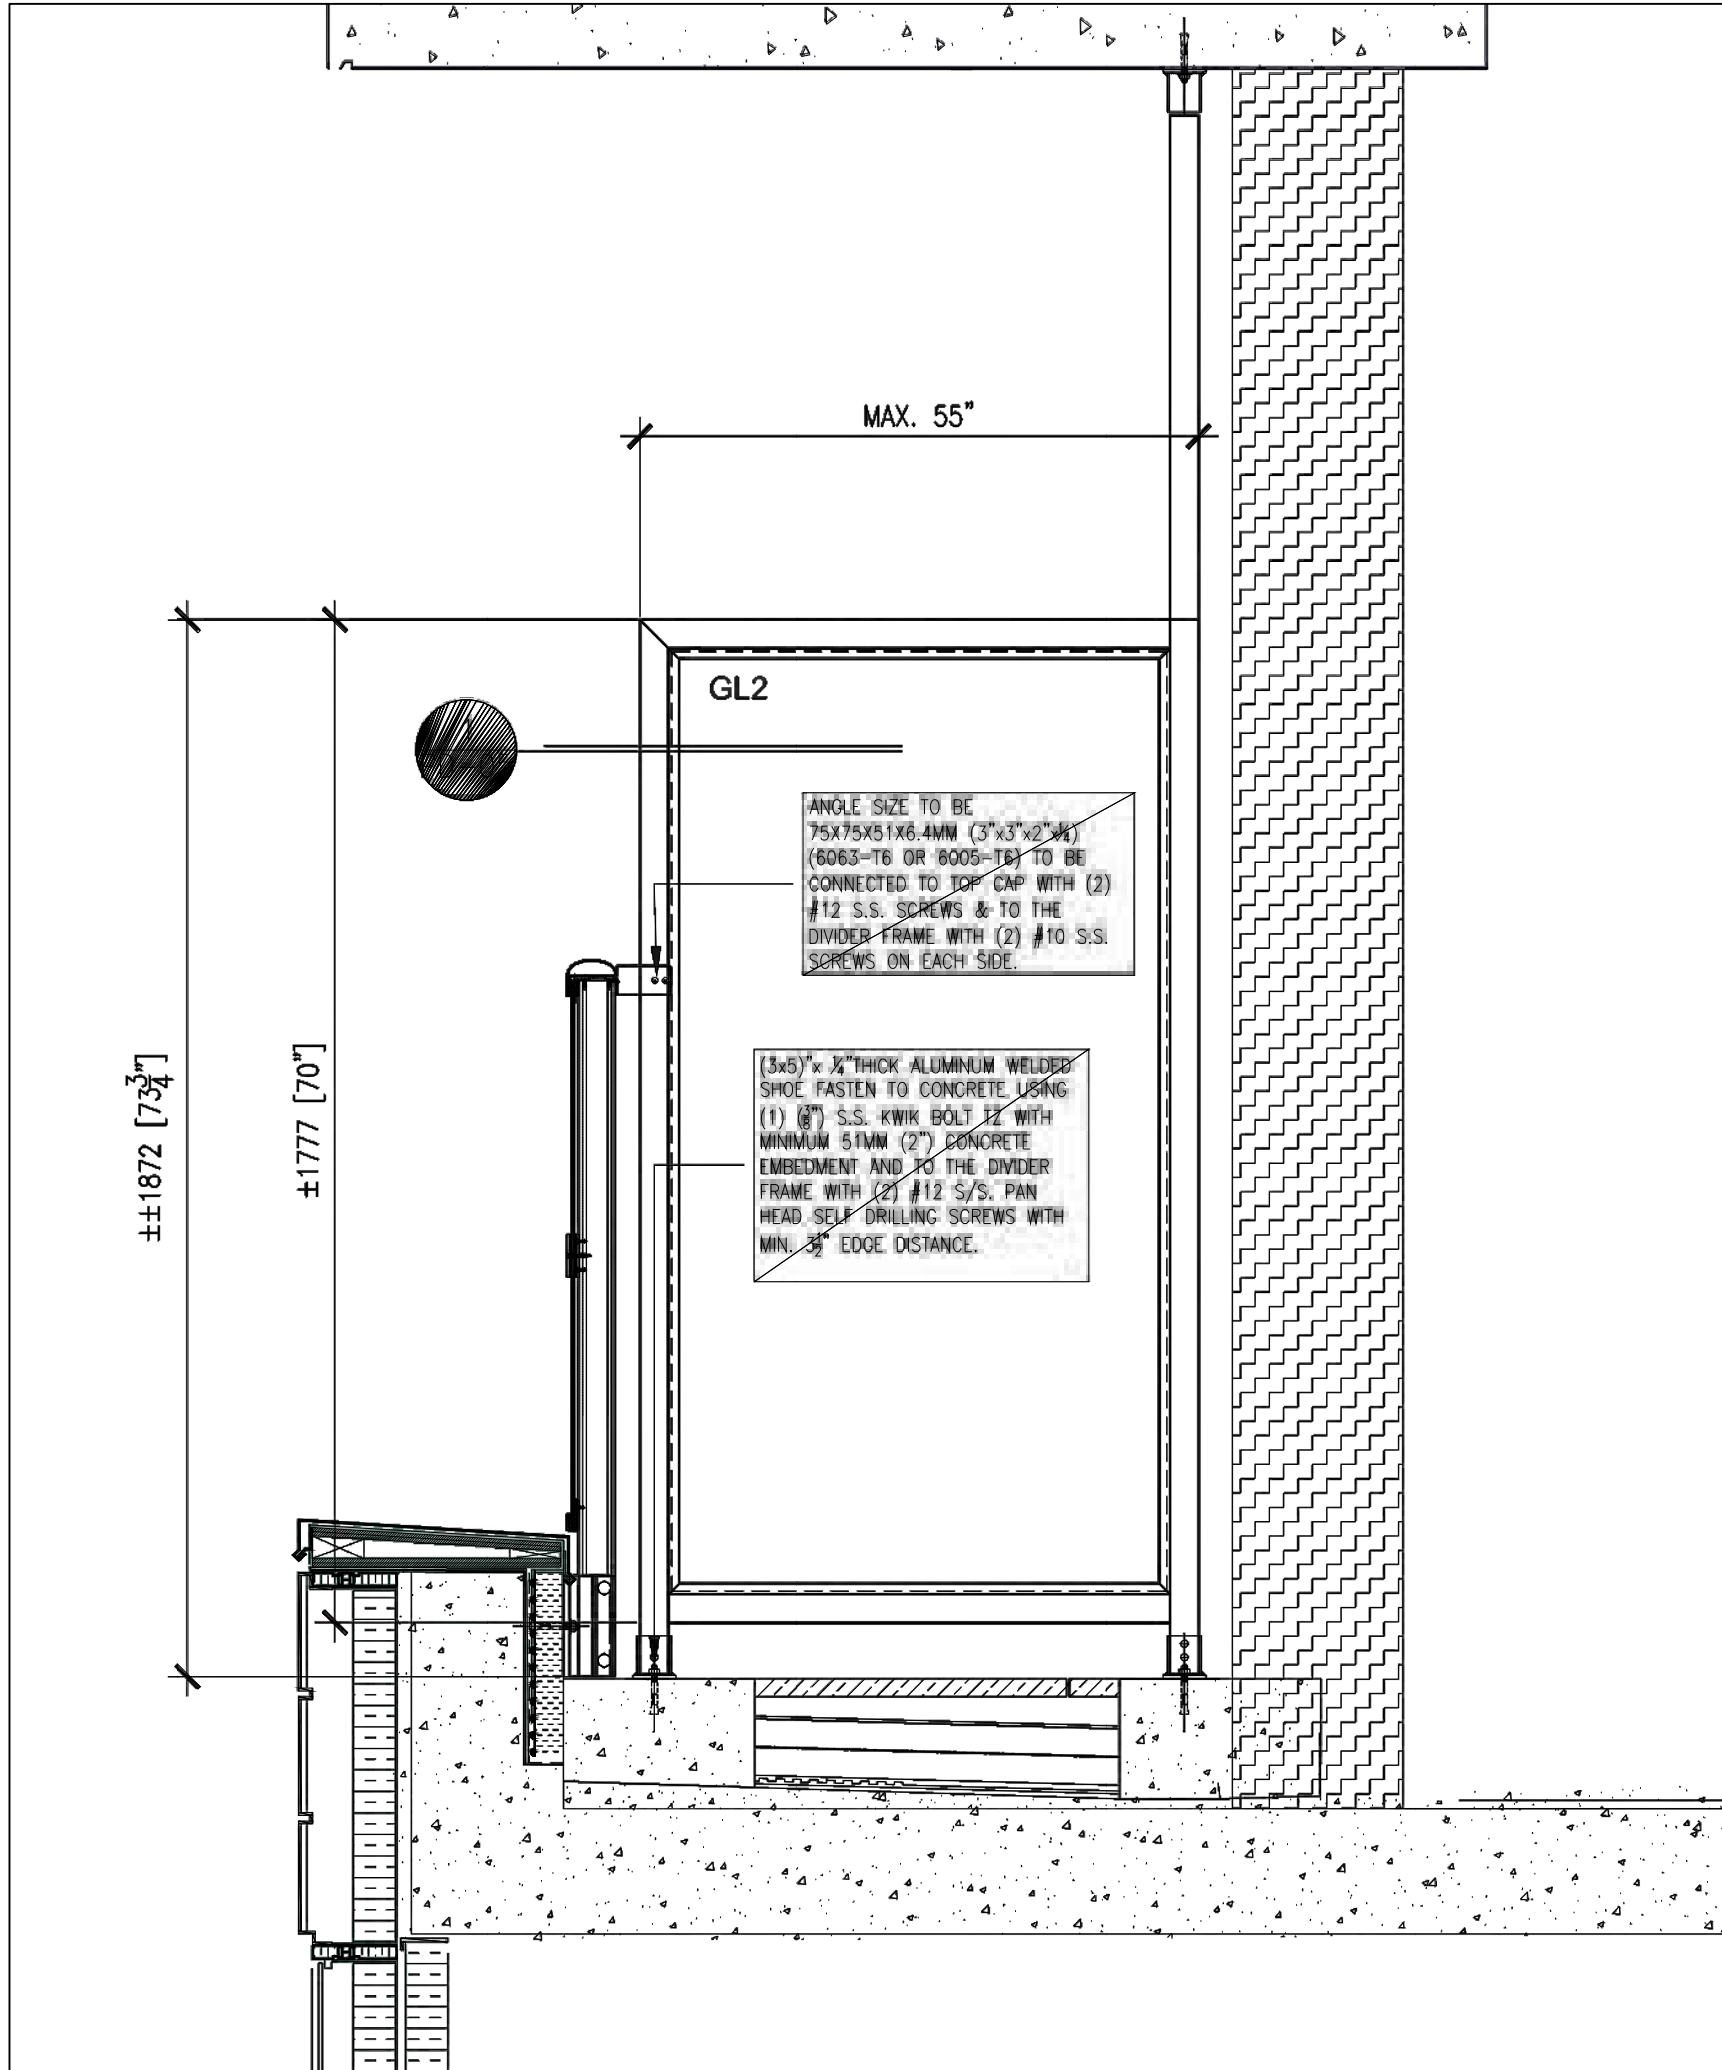 MAX. 55"
GL2
ANGLE SIZE TO BE
75X75X51X6.4MM (3"x3"x2"x¼)
(6063-T6 OR 6005-T6) TO BE
CONNECTED TO TOP CAP WITH (2)
#12 S.S. SCREWS & TO THE
DIVIDER FRAME WITH (2) #10 S.S.
SCREWS ON EACH SIDE.
(3x5)"x ¼"THICK ALUMINUM WELDED
SHOE FASTEN TO CONCRETE USING
(1) (⅜") S.S. KWIK BOLT TZ WITH
MINIMUM 51MM (2") CONCRETE
EMBEDMENT AND TO THE DIVIDER
FRAME WITH (2) #12 S/S. PAN
HEAD SELF DRILLING SCREWS WITH
MIN. 3½" EDGE DISTANCE.
±±1872 [73¾"]
±1777 [70"]